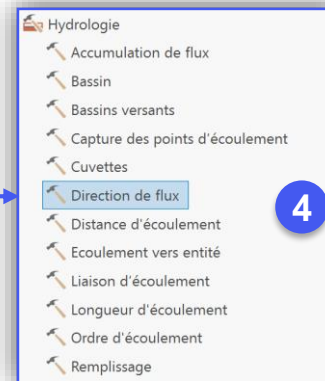 Hydrologie
Accumulation de flux
Bassin
Bassins versants
Capture des points d'écoulement
Cuvettes
Direction de flux
Distance d'écoulement
Ecoulement vers entité
Liaison d'écoulement
Longueur d'écoulement
Ordre d'écoulement
Remplissage
4